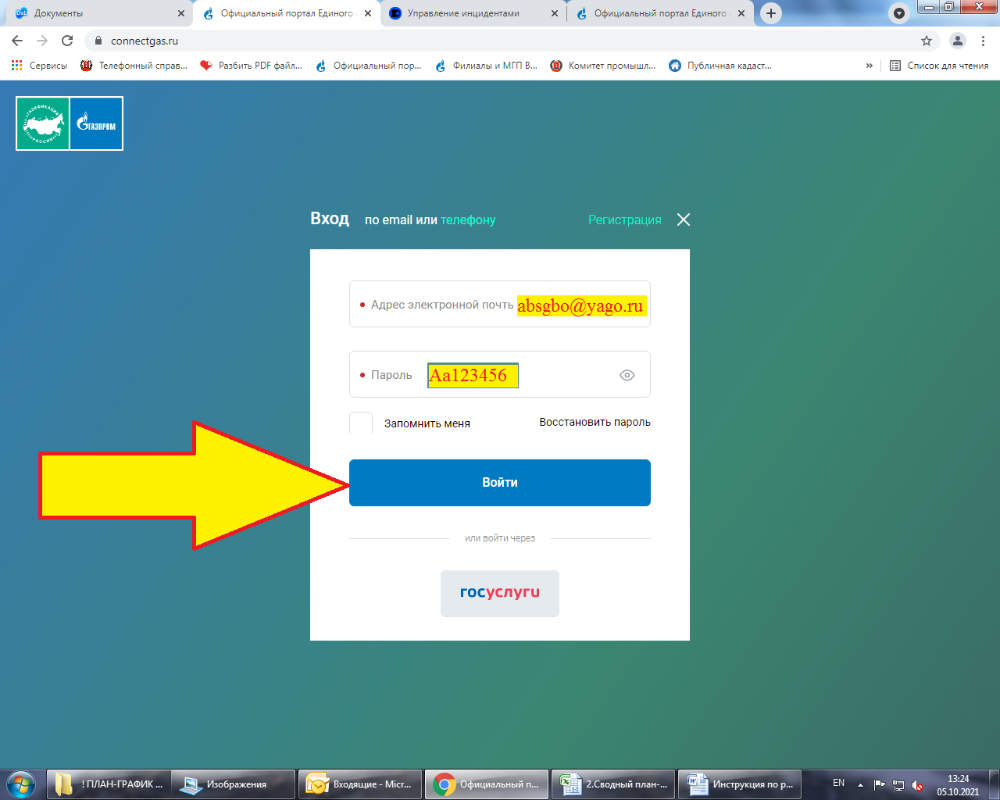 Документы
Официальный портал Единого
Управление инцидентами
Официальный портал Единого
connectgas.ru
Сервисы
Телефонный справ...
Разбить PDF файл...
Официальный пор...
Филиалы и МГП В...
Комитет промышл...
Публичная кадаст...
»
Список для чтения
ГАЗИФИКАЦИЯ
РОССИИ
ГАЗПРОМ
Вход по email или телефону Регистрация
Адрес электронной почть absgbo@yago.ru
Пароль Aa123456
Запомнить меня Восстановить пароль
Войти
или войти через
госуслуги
! ПЛАН-ГРАФИК ...
Изображения
Входящие - Micr...
Официальный п...
2.Сводный план-...
Инструкция по р...
EN
13:24
05.10.2021